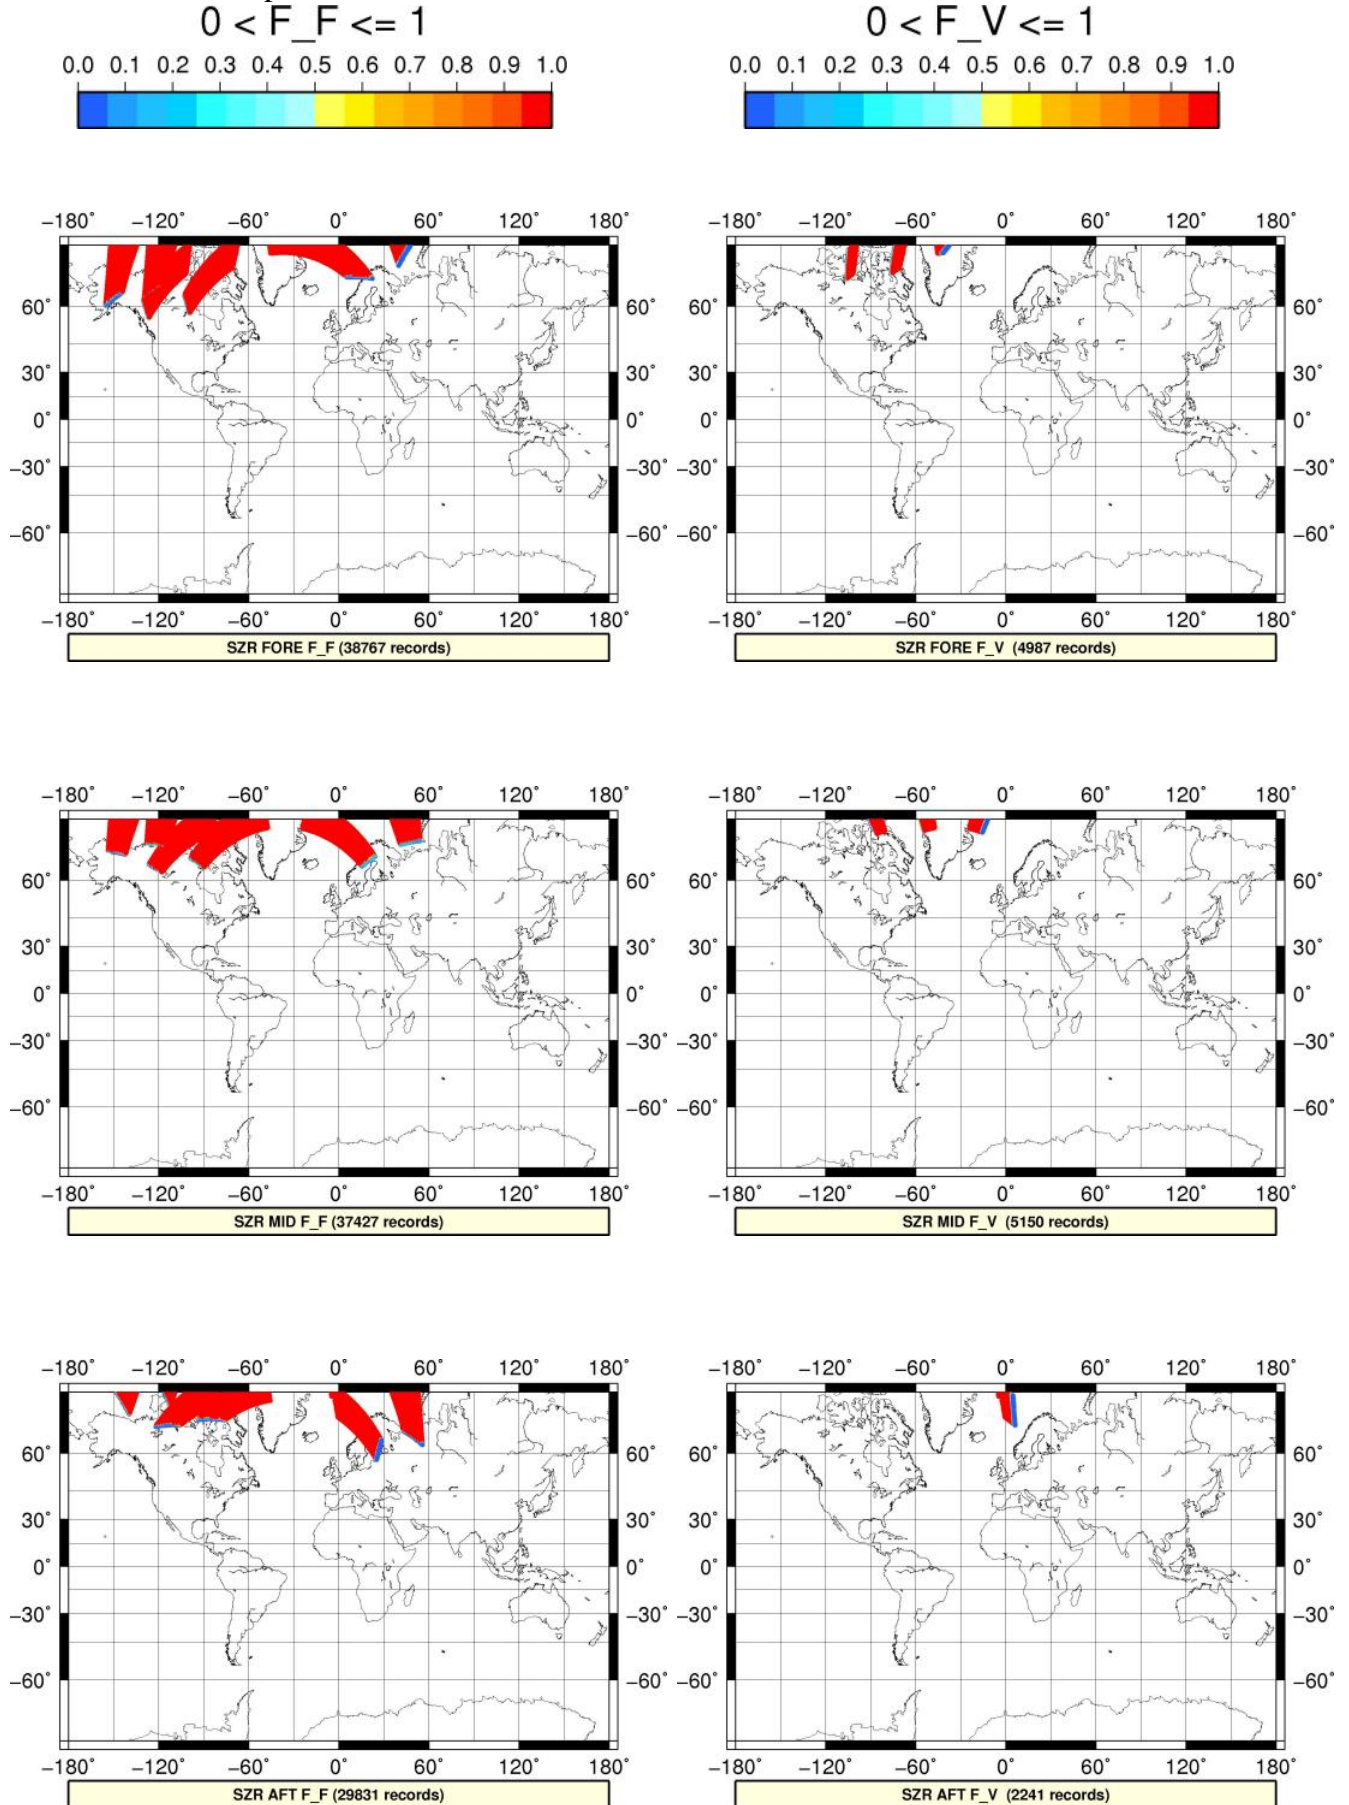 0 < F_F <= 1 0 < F_V <= 1
0.0 0.1 0.2 0.3 0.4 0.5 0.6 0.7 0.8 0.9 1.0 0.0 0.1 0.2 0.3 0.4 0.5 0.6 0.7 0.8 0.9 1.0
−180˚ −120˚ −60˚ 0˚ 60˚ 120˚ 180˚ −180˚ −120˚ −60˚ 0˚ 60˚ 120˚ 180˚
60˚ 60˚ 60˚ 60˚
30˚ 30˚ 30˚ 30˚
0˚ 0˚ 0˚ 0˚
−30˚ −30˚ −30˚ −30˚
−60˚ −60˚ −60˚ −60˚
−180˚ −120˚ −60˚ 0˚ 60˚ 120˚ 180˚ −180˚ −120˚ −60˚ 0˚ 60˚ 120˚ 180˚
SZR FORE F_F (38767 records) SZR FORE F_V (4987 records)
−180˚ −120˚ −60˚ 0˚ 60˚ 120˚ 180˚ −180˚ −120˚ −60˚ 0˚ 60˚ 120˚ 180˚
60˚ 60˚ 60˚ 60˚
30˚ 30˚ 30˚ 30˚
0˚ 0˚ 0˚ 0˚
−30˚ −30˚ −30˚ −30˚
−60˚ −60˚ −60˚ −60˚
−180˚ −120˚ −60˚ 0˚ 60˚ 120˚ 180˚ −180˚ −120˚ −60˚ 0˚ 60˚ 120˚ 180˚
SZR MID F_F (37427 records) SZR MID F_V (5150 records)
−180˚ −120˚ −60˚ 0˚ 60˚ 120˚ 180˚ −180˚ −120˚ −60˚ 0˚ 60˚ 120˚ 180˚
60˚ 60˚ 60˚ 60˚
30˚ 30˚ 30˚ 30˚
0˚ 0˚ 0˚ 0˚
−30˚ −30˚ −30˚ −30˚
−60˚ −60˚ −60˚ −60˚
−180˚ −120˚ −60˚ 0˚ 60˚ 120˚ 180˚ −180˚ −120˚ −60˚ 0˚ 60˚ 120˚ 180˚
SZR AFT F_F (29831 records) SZR AFT F_V (2241 records)